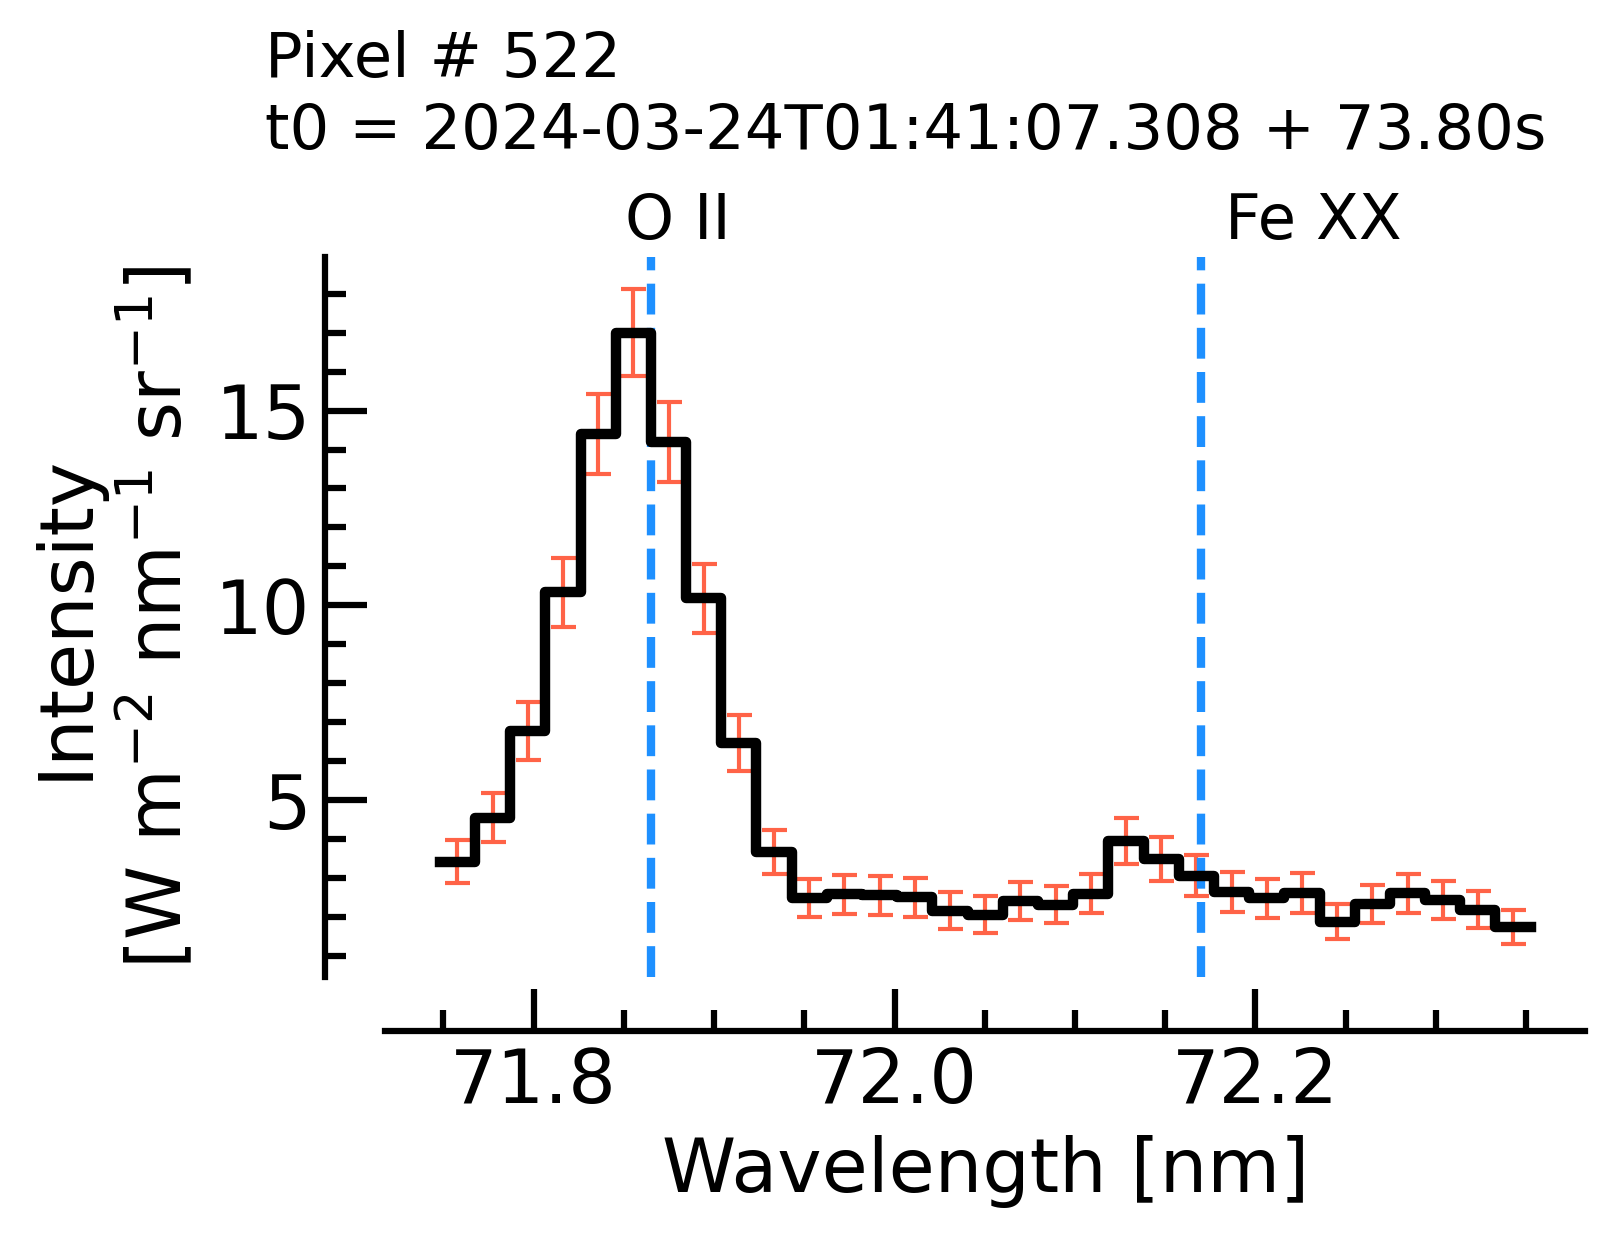 Pixel # 522
t0 = 2024-03-24T01:41:07.308 + 73.80s
O II
Fe XX
Intensity
[W m⁻² nm⁻¹ sr⁻¹]
15
10
5
71.8
72.0
72.2
Wavelength [nm]